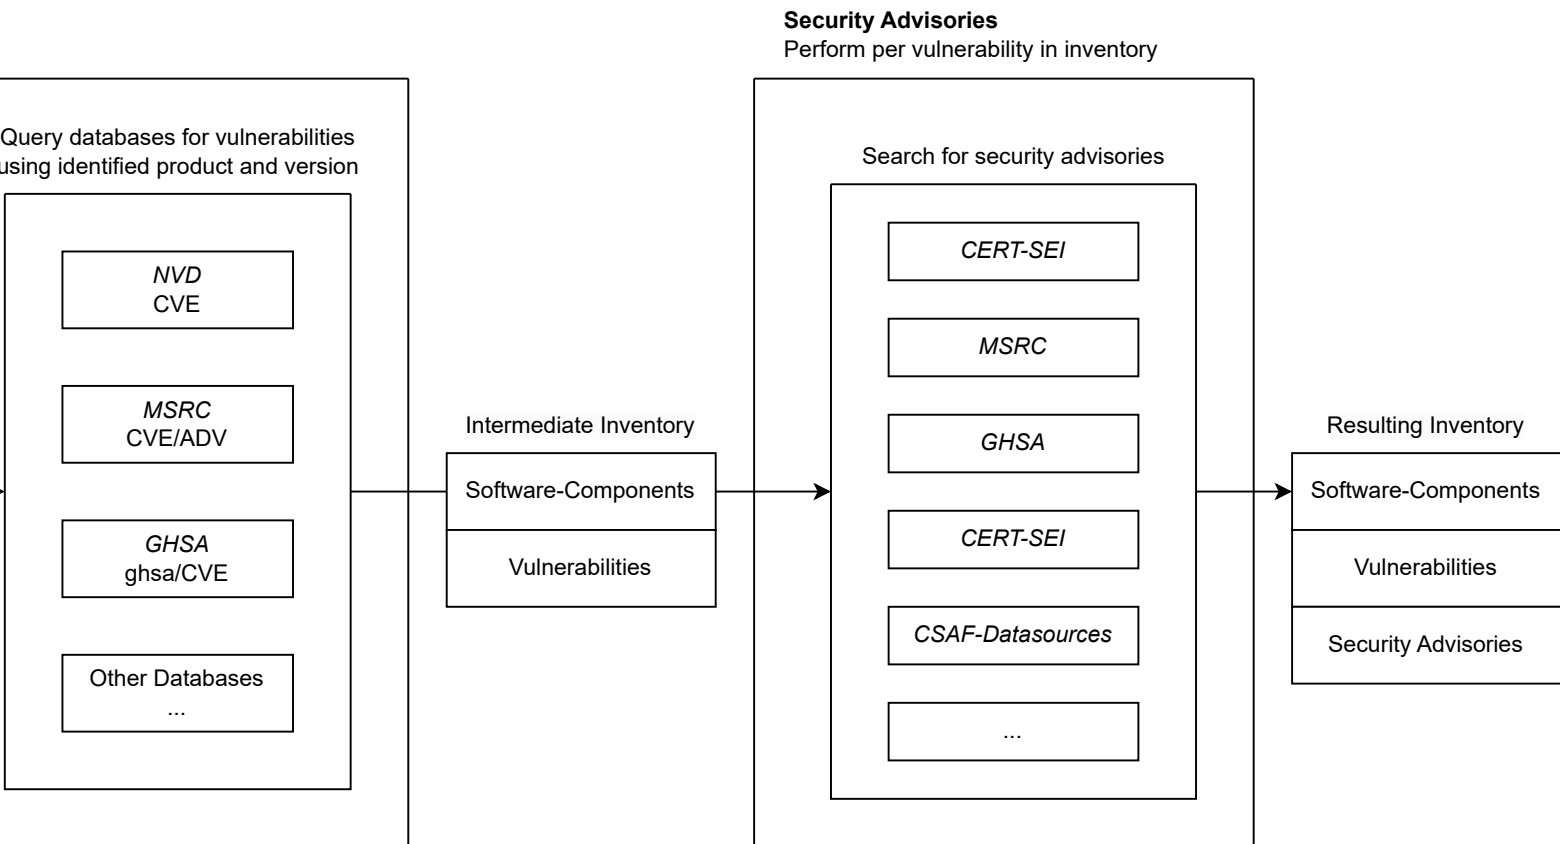 Security Advisories
Perform per vulnerability in inventory
Query databases for vulnerabilities
using identified product and version
NVD
CVE
MSRC
CVE/ADV
GHSA
ghsa/CVE
Other Databases
...
Intermediate Inventory
Software-Components
Vulnerabilities
Search for security advisories
CERT-SEI
MSRC
GHSA
CERT-SEI
CSAF-Datasources
...
Resulting Inventory
Software-Components
Vulnerabilities
Security Advisories